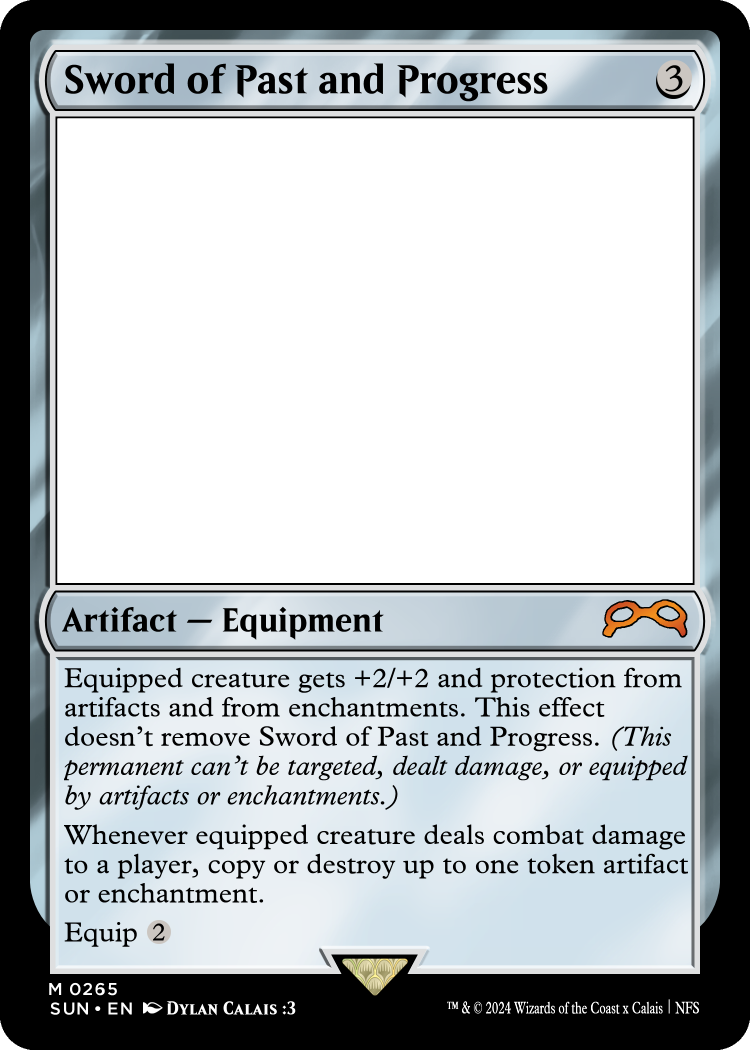 Sword of Past and Progress 3
Artifact — Equipment
Equipped creature gets +2/+2 and protection from
artifacts and from enchantments. This effect
doesn't remove Sword of Past and Progress. (This
permanent can't be targeted, dealt damage, or equipped
by artifacts or enchantments.)
Whenever equipped creature deals combat damage
to a player, copy or destroy up to one token artifact
or enchantment.
Equip 2
M 0265
SUN • EN Dylan Calais :3
™ & © 2024 Wizards of the Coast x Calais | NFS